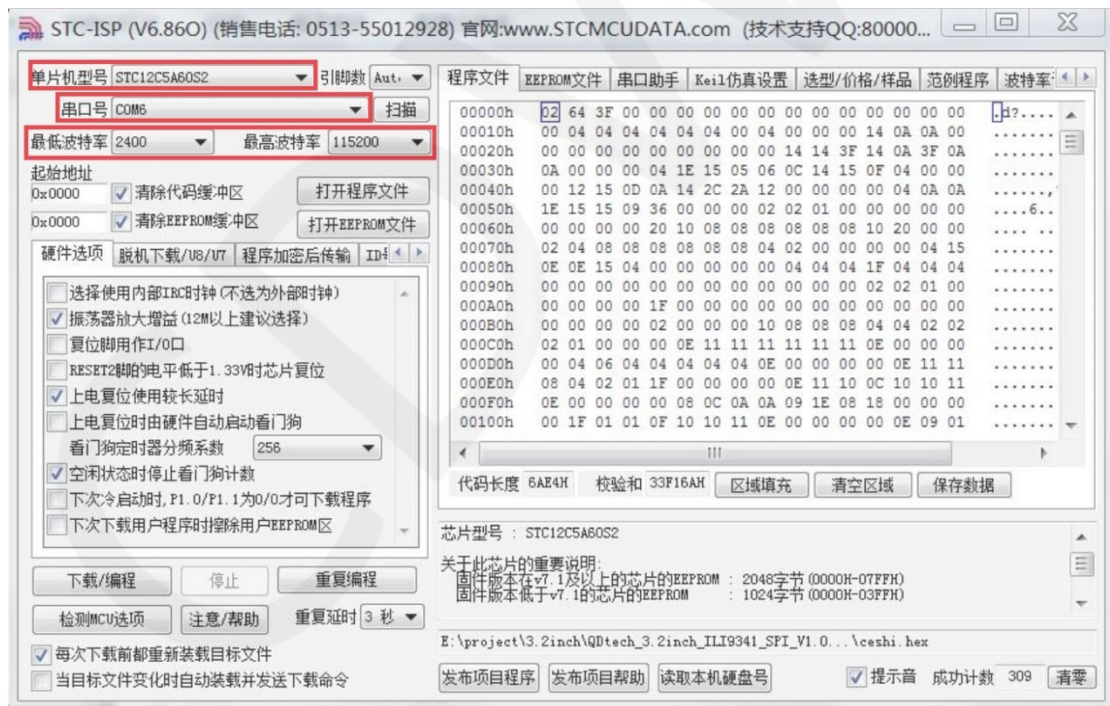 STC-ISP (V6.86O) (销售电话: 0513-55012928) 官网:www.STCMCUDATA.com (技术支持QQ:80000...
单片机型号 STC12C5A60S2 引脚数 Aut
串口号 COM6 扫描
最低波特率 2400 最高波特率 115200
起始地址
0x0000 清除代码缓冲区 打开程序文件
0x0000 清除EEPROM缓冲区 打开EEPROM文件
硬件选项 脱机下载/U8/U7 程序加密后传输 ID
选择使用内部IRC时钟(不选为外部时钟)
振荡器放大增益(12M以上建议选择)
复位脚用作I/O口
RESET2脚的电平低于1.33V时芯片复位
上电复位使用较长延时
上电复位时由硬件自动启动看门狗
看门狗定时器分频系数 256
空闲状态时停止看门狗计数
下次冷启动时,P1.0/P1.1为0/0才可下载程序
下次下载用户程序时擦除用户EEPROM区
下载/编程 停止 重复编程
检测MCU选项 注意/帮助 重复延时 3 秒
每次下载前都重新装载目标文件
当目标文件变化时自动装载并发送下载命令
程序文件 EEPROM文件 串口助手 Keil仿真设置 选型/价格/样品 范例程序 波特率
00000h 02 64 3F 00 00 00 00 00 00 00 00 00 00 00 00 00 .d?....
00010h 00 04 04 04 04 04 04 00 04 00 00 00 14 0A 0A 00 .......
00020h 00 00 00 00 00 00 00 00 00 14 14 3F 14 0A 3F 0A .......
00030h 0A 00 00 00 04 1E 15 05 06 0C 14 15 0F 04 00 00 .......
00040h 00 12 15 0D 0A 14 2C 2A 12 00 00 00 00 04 0A 0A ......,
00050h 1E 15 15 09 36 00 00 00 02 02 01 00 00 00 00 00 ....6..
00060h 00 00 00 00 20 10 08 08 08 08 08 08 10 20 00 00 .... ..
00070h 02 04 08 08 08 08 08 08 04 02 00 00 00 00 04 15 .......
00080h 0E 0E 15 04 00 00 00 00 00 04 04 04 1F 04 04 04 .......
00090h 00 00 00 00 00 00 00 00 00 00 00 00 02 02 01 00 .......
000A0h 00 00 00 00 1F 00 00 00 00 00 00 00 00 00 00 00 .......
000B0h 00 00 00 00 02 00 00 00 10 08 08 08 04 04 02 02 .......
000C0h 02 01 00 00 00 0E 11 11 11 11 11 11 0E 00 00 00 .......
000D0h 00 04 06 04 04 04 04 04 0E 00 00 00 00 0E 11 11 .......
000E0h 08 04 02 01 1F 00 00 00 00 0E 11 10 0C 10 10 11 .......
000F0h 0E 00 00 00 00 08 0C 0A 0A 09 1E 08 18 00 00 00 .......
00100h 00 1F 01 01 0F 10 10 11 0E 00 00 00 00 0E 09 01 .......
代码长度 6AE4H 校验和 33F16AH 区域填充 清空区域 保存数据
芯片型号 : STC12C5A60S2
关于此芯片的重要说明:
固件版本在v7.1及以上的芯片的EEPROM : 2048字节(0000H-07FFH)
固件版本低于v7.1的芯片的EEPROM : 1024字节(0000H-03FFH)
E:\project\3.2inch\QDtech_3.2inch_ILI9341_SPI_V1.0...\ceshi.hex
发布项目程序 发布项目帮助 读取本机硬盘号 提示音 成功计数 309 清零